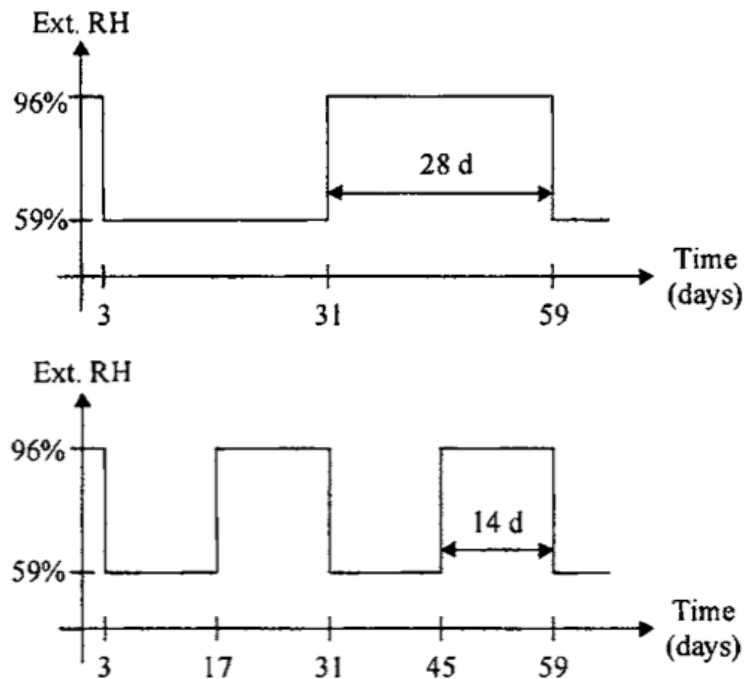 Ext. RH
96%
28 d
59%
Time
(days)
3 31 59
Ext. RH
96%
14 d
59%
Time
(days)
3 17 31 45 59